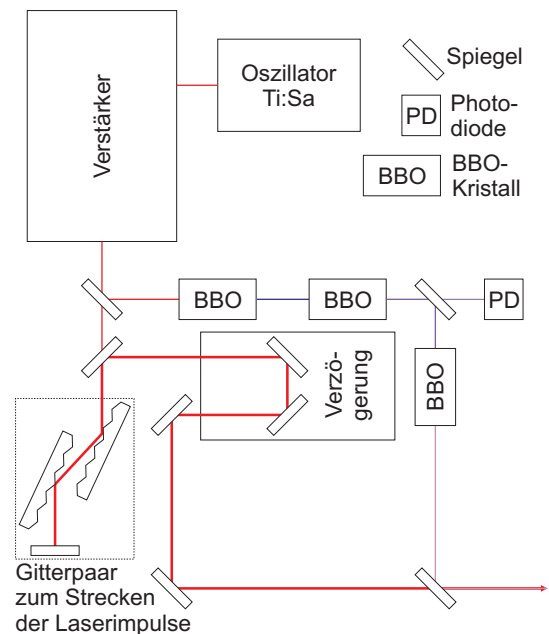 Verstärker
Oszillator
Ti:Sa
Spiegel
PD
Photo-
diode
BBO
BBO-
Kristall
BBO
BBO
PD
BBO
Verzö-
gerung
Gitterpaar
zum Strecken
der Laserimpulse